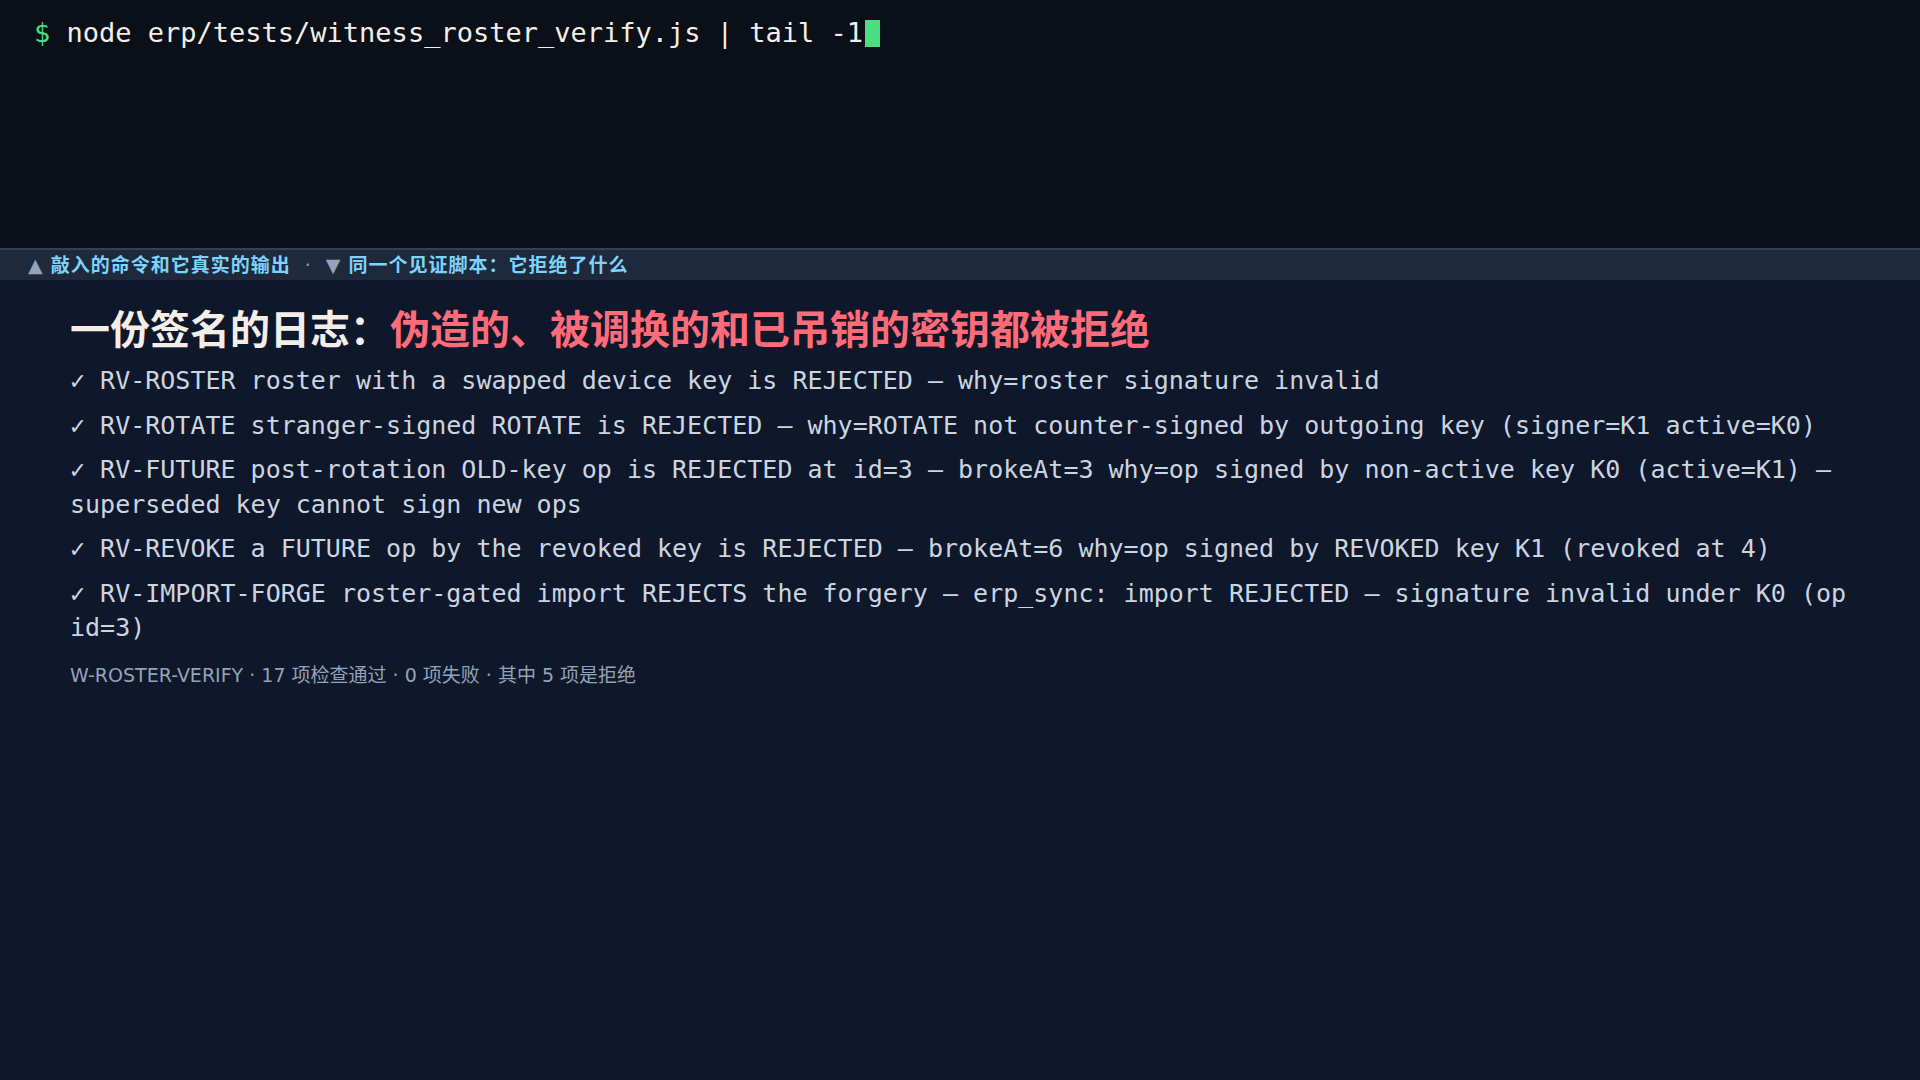 $ node erp/tests/witness_roster_verify.js | tail -1
▲ 敲入的命令和它真实的输出 · ▼ 同一个见证脚本：它拒绝了什么
一份签名的日志：伪造的、被调换的和已吊销的密钥都被拒绝
✓ RV-ROSTER roster with a swapped device key is REJECTED — why=roster signature invalid
✓ RV-ROTATE stranger-signed ROTATE is REJECTED — why=ROTATE not counter-signed by outgoing key (signer=K1 active=K0)
✓ RV-FUTURE post-rotation OLD-key op is REJECTED at id=3 — brokeAt=3 why=op signed by non-active key K0 (active=K1) —
superseded key cannot sign new ops
✓ RV-REVOKE a FUTURE op by the revoked key is REJECTED — brokeAt=6 why=op signed by REVOKED key K1 (revoked at 4)
✓ RV-IMPORT-FORGE roster-gated import REJECTS the forgery — erp_sync: import REJECTED — signature invalid under K0 (op
id=3)
W-ROSTER-VERIFY · 17 项检查通过 · 0 项失败 · 其中 5 项是拒绝